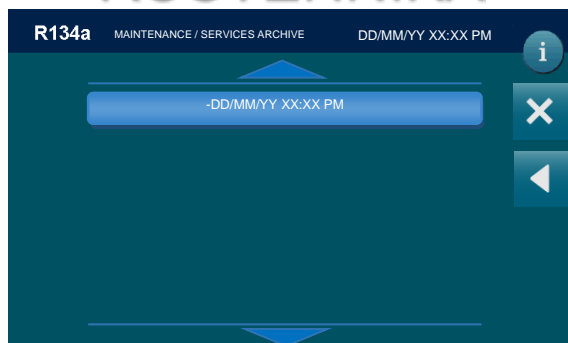 R134a MAINTENANCE / SERVICES ARCHIVE DD/MM/YY XX:XX PM
i
-DD/MM/YY XX:XX PM